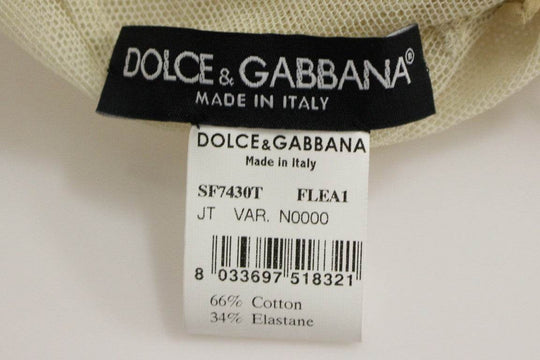 DOLCE & GABBANA®
MADE IN ITALY
DOLCE&GABBANA
Made in Italy
SF7430T FLEA1
JT VAR. N0000
8 033697 518321
66% Cotton
34% Elastane